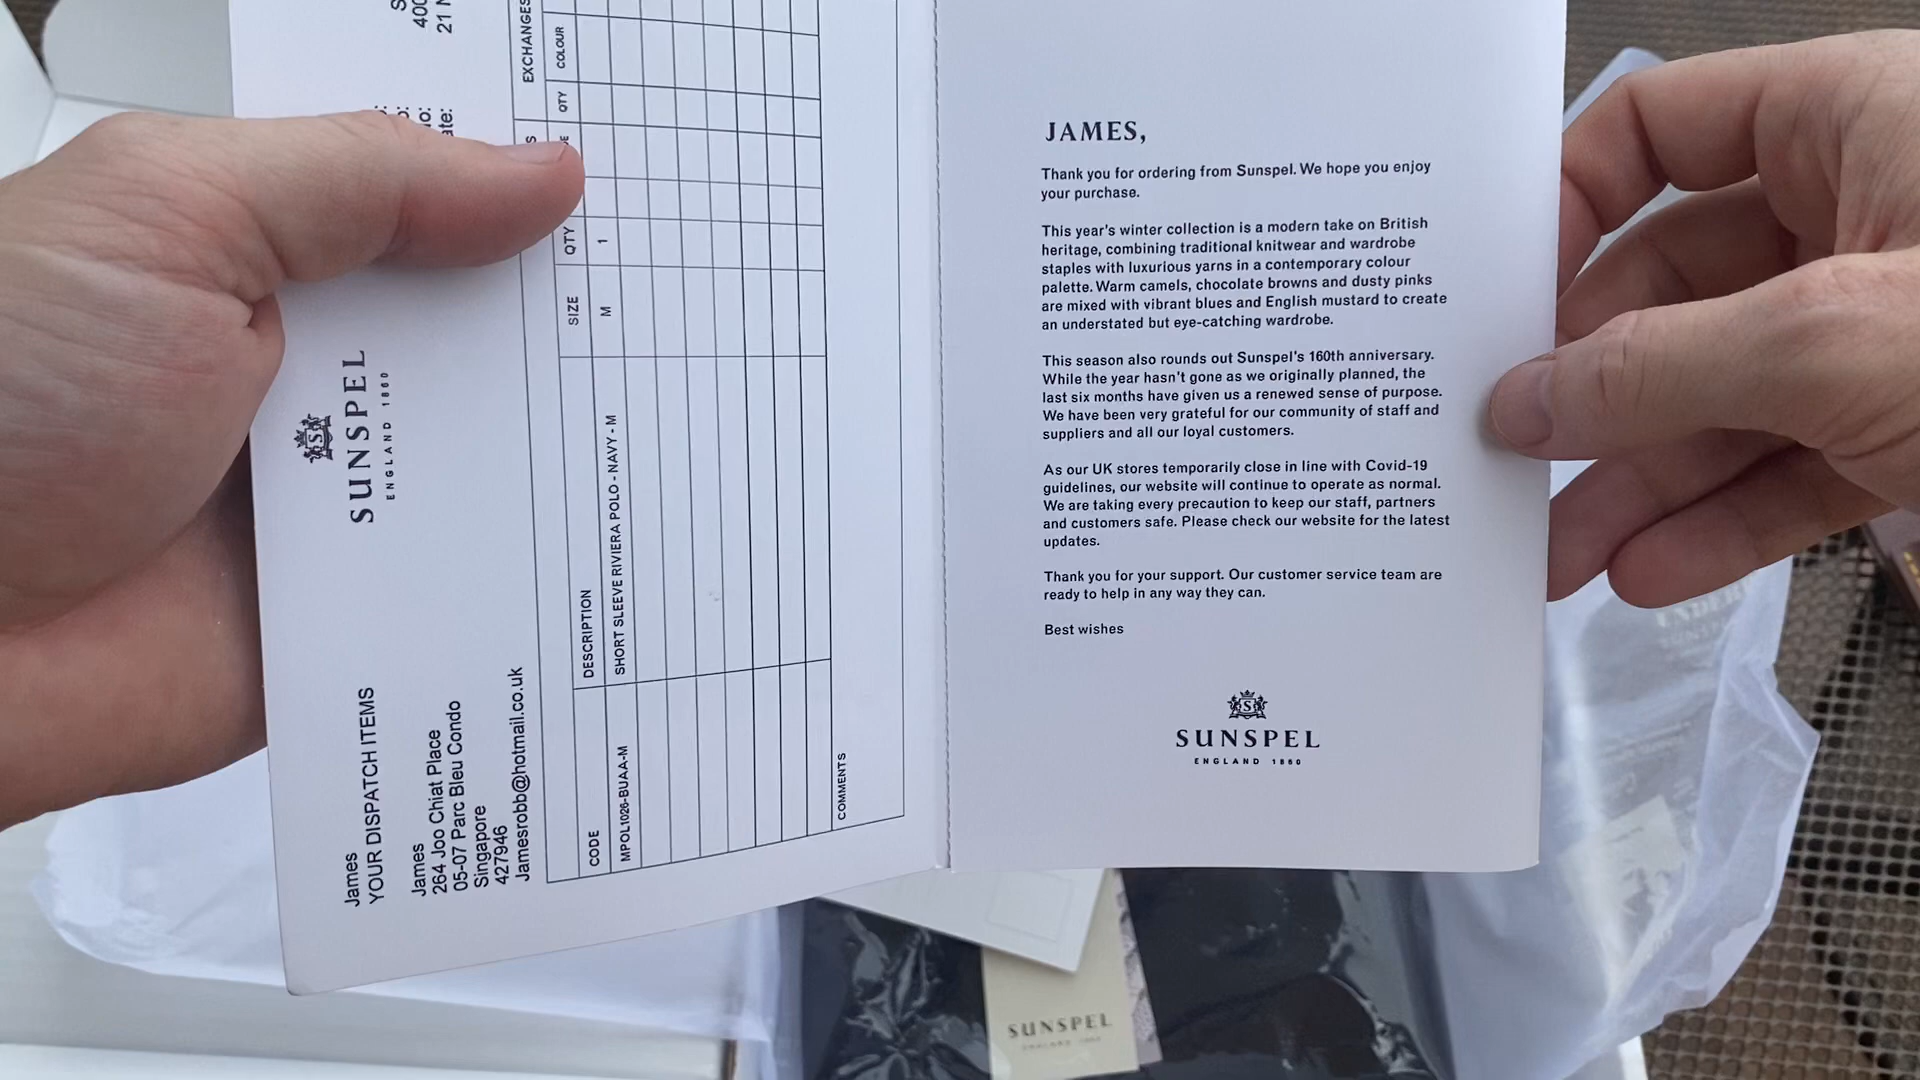 James
YOUR DISPATCH ITEMS
James
264 Joo Chiat Place
05-07 Parc Bleu Condo
Singapore
427946
Jamesrobb@hotmail.co.uk
SUNSPEL
ENGLAND 1860
EXCHANGES
CODE DESCRIPTION SIZE QTY QTY COLOUR
MPOL1026-BUAA-M SHORT SLEEVE RIVIERA POLO - NAVY - M M 1
COMMENTS
JAMES,
Thank you for ordering from Sunspel. We hope you enjoy
your purchase.
This year's winter collection is a modern take on British
heritage, combining traditional knitwear and wardrobe
staples with luxurious yarns in a contemporary colour
palette. Warm camels, chocolate browns and dusty pinks
are mixed with vibrant blues and English mustard to create
an understated but eye-catching wardrobe.
This season also rounds out Sunspel's 160th anniversary.
While the year hasn't gone as we originally planned, the
last six months have given us a renewed sense of purpose.
We have been very grateful for our community of staff and
suppliers and all our loyal customers.
As our UK stores temporarily close in line with Covid-19
guidelines, our website will continue to operate as normal.
We are taking every precaution to keep our staff, partners
and customers safe. Please check our website for the latest
updates.
Thank you for your support. Our customer service team are
ready to help in any way they can.
Best wishes
SUNSPEL
ENGLAND 1860
SUNSPEL